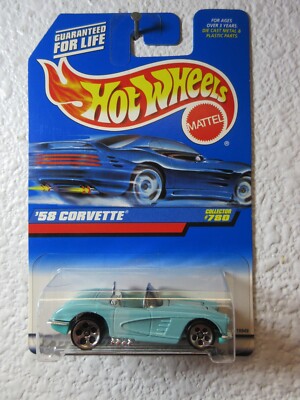 GUARANTEED
FOR LIFE
FOR AGES
OVER 3 YEARS
DIE CAST METAL &
PLASTIC PARTS
HOT WHEELS
®
MATTEL
'58 CORVETTE
COLLECTOR
#780